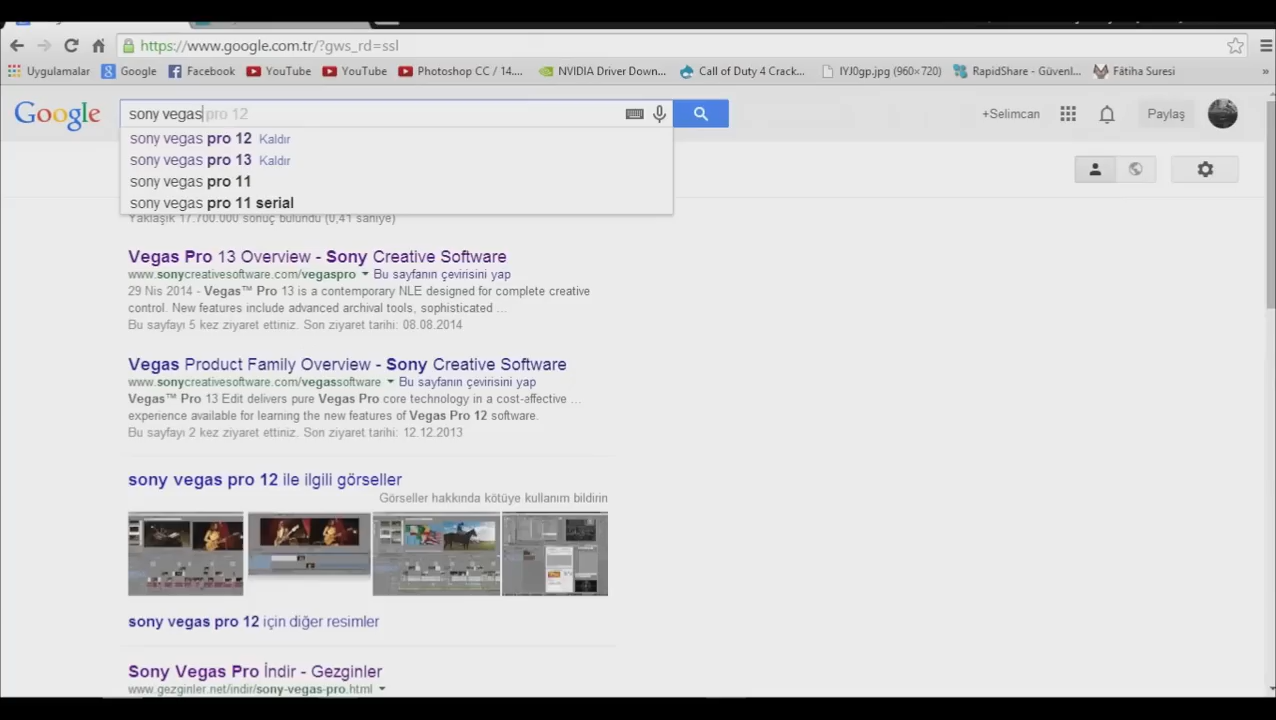 https://www.google.com.tr/?gws_rd=ssl
Uygulamalar Google Facebook YouTube YouTube Photoshop CC / 14.... NVIDIA Driver Down... Call of Duty 4 Crack... IYJ0gp.jpg (960×720) RapidShare - Güvenl... Fâtiha Suresi »
Google sony vegas pro 12 +Selimcan Paylaş
sony vegas pro 12 Kaldır
sony vegas pro 13 Kaldır
sony vegas pro 11
sony vegas pro 11 serial
Yaklaşık 17.700.000 sonuç bulundu (0,41 saniye)
Vegas Pro 13 Overview - Sony Creative Software
www.sonycreativesoftware.com/vegaspro Bu sayfanın çevirisini yap
29 Nis 2014 - Vegas™ Pro 13 is a contemporary NLE designed for complete creative
control. New features include advanced archival tools, sophisticated ...
Bu sayfayı 5 kez ziyaret ettiniz. Son ziyaret tarihi: 08.08.2014
Vegas Product Family Overview - Sony Creative Software
www.sonycreativesoftware.com/vegassoftware Bu sayfanın çevirisini yap
Vegas™ Pro 13 Edit delivers pure Vegas Pro core technology in a cost-effective ...
experience available for learning the new features of Vegas Pro 12 software.
Bu sayfayı 2 kez ziyaret ettiniz. Son ziyaret tarihi: 12.12.2013
sony vegas pro 12 ile ilgili görseller
Görseller hakkında kötüye kullanım bildirin
sony vegas pro 12 için diğer resimler
Sony Vegas Pro İndir - Gezginler
www.gezginler.net/indir/sony-vegas-pro.html